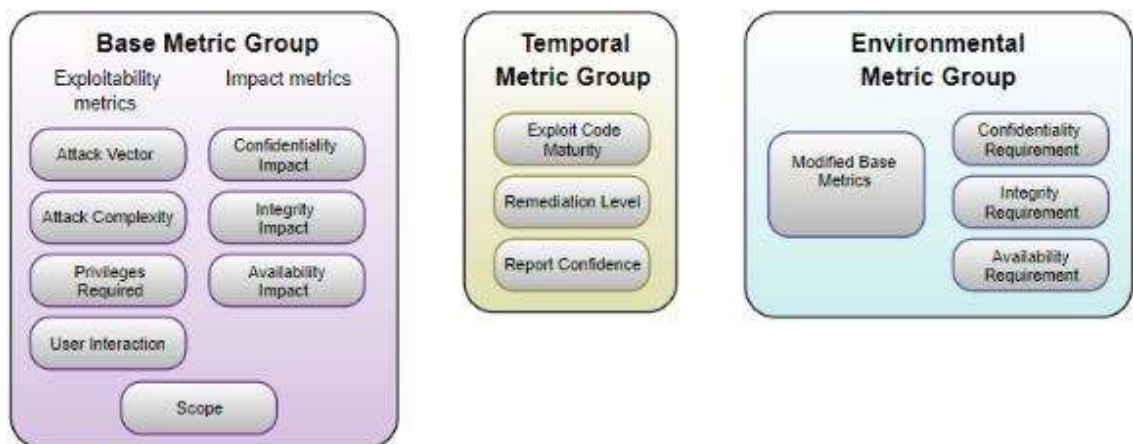 Base Metric Group
Exploitability
metrics
Impact metrics
Attack Vector
Attack Complexity
Privileges
Required
User Interaction
Confidentiality
Impact
Integrity
Impact
Availability
Impact
Scope
Temporal
Metric Group
Exploit Code
Maturity
Remediation Level
Report Confidence
Environmental
Metric Group
Modified Base
Metrics
Confidentiality
Requirement
Integrity
Requirement
Availability
Requirement